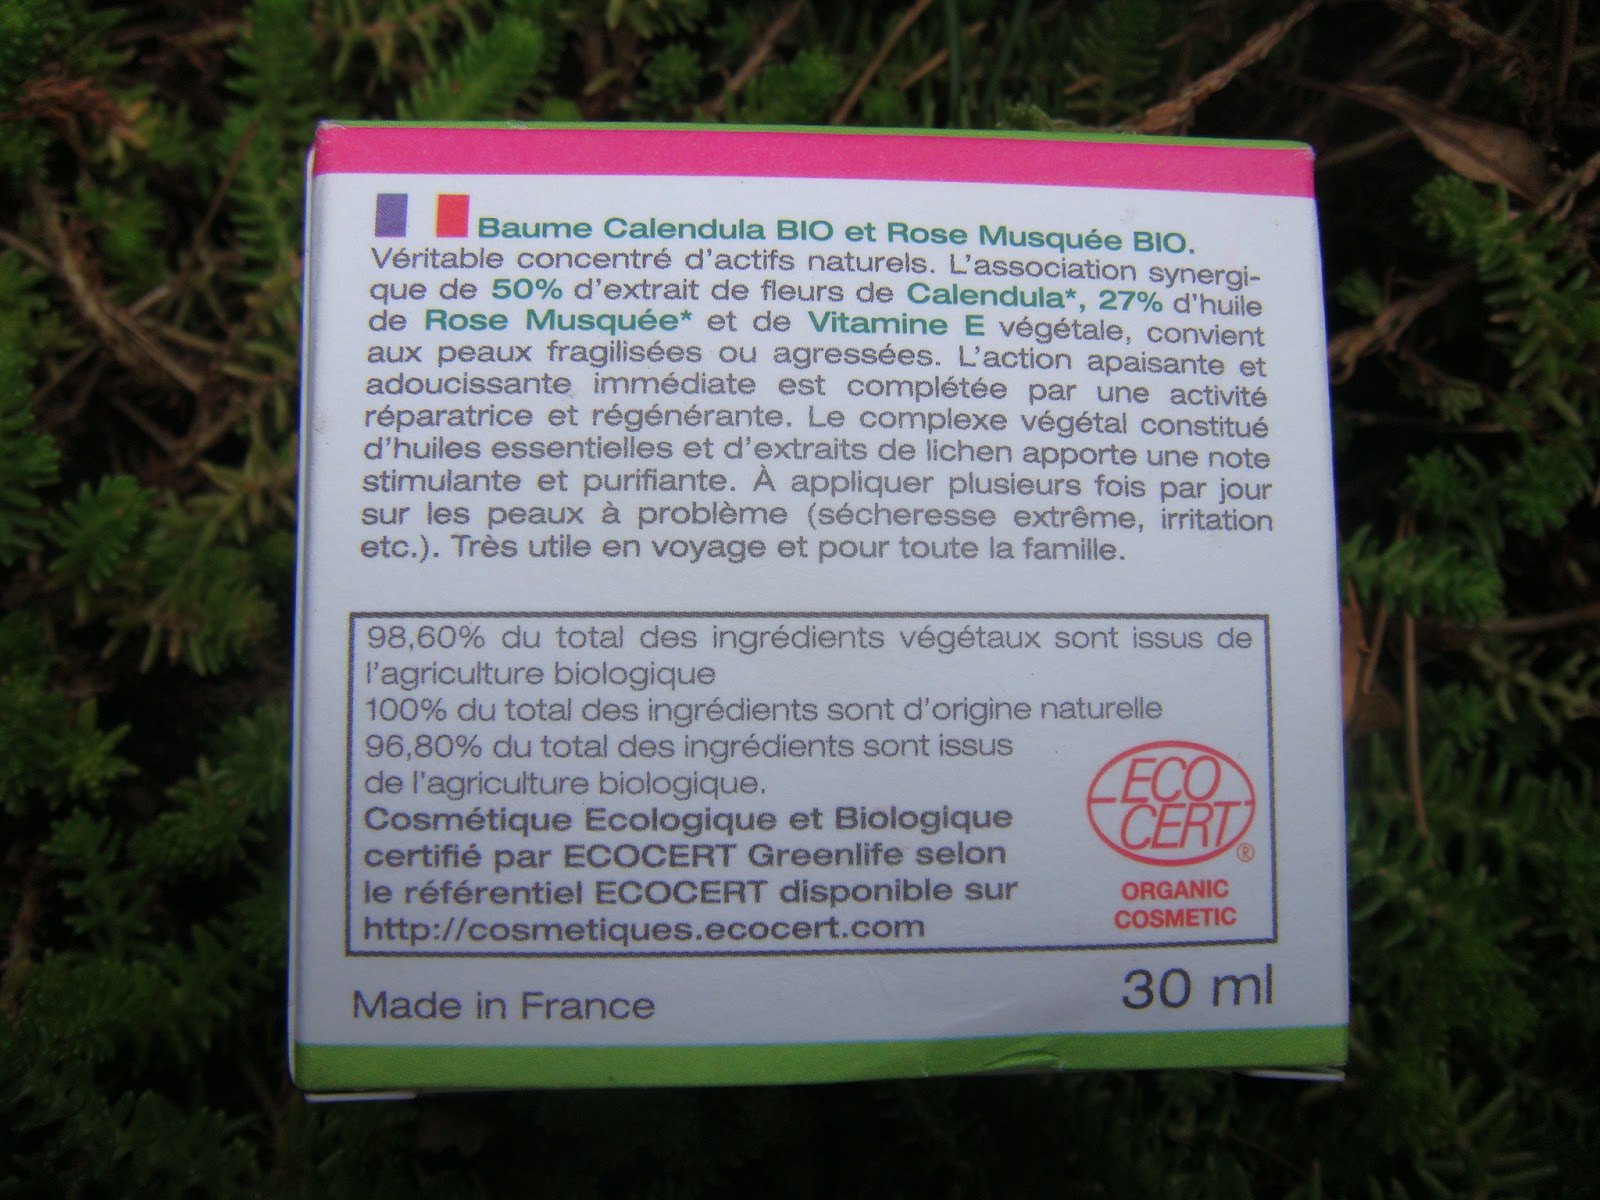 Baume Calendula BIO et Rose Musquée BIO.
Véritable concentré d'actifs naturels. L'association synergi-
que de 50% d'extrait de fleurs de Calendula*, 27% d'huile
de Rose Musquée* et de Vitamine E végétale, convient
aux peaux fragilisées ou agressées. L'action apaisante et
adoucissante immédiate est complétée par une activité
réparatrice et régénérante. Le complexe végétal constitué
d'huiles essentielles et d'extraits de lichen apporte une note
stimulante et purifiante. À appliquer plusieurs fois par jour
sur les peaux à problème (sécheresse extrême, irritation
etc.). Très utile en voyage et pour toute la famille.
98,60% du total des ingrédients végétaux sont issus de
l'agriculture biologique
100% du total des ingrédients sont d'origine naturelle
96,80% du total des ingrédients sont issus
de l'agriculture biologique.
Cosmétique Ecologique et Biologique
certifié par ECOCERT Greenlife selon
le référentiel ECOCERT disponible sur
http://cosmetiques.ecocert.com
ECO
CERT
®
ORGANIC
COSMETIC
Made in France
30 ml